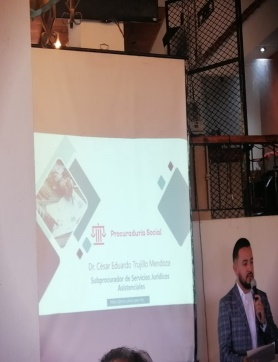 Procuraduría Social
Dr. César Eduardo Trujillo Mendoza
Subprocurador de Servicios Jurídicos
Asistenciales